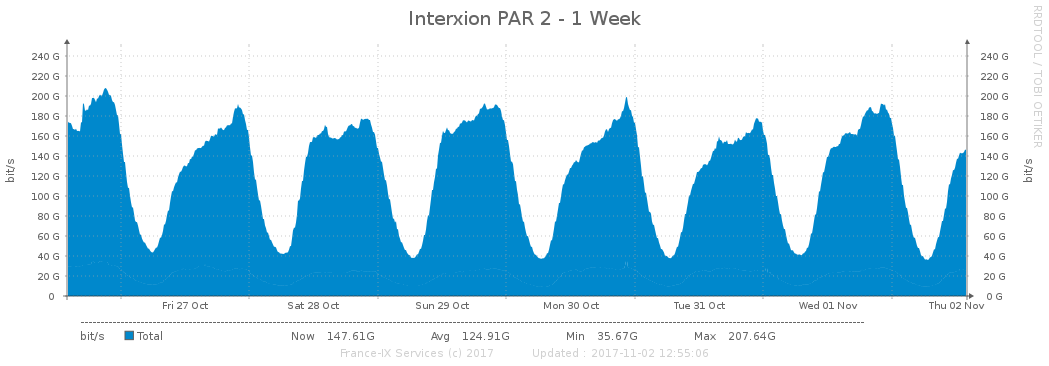 Interxion PAR 2 - 1 Week
RRDTOOL / TOBI OETIKER
240 G 240 G
220 G 220 G
200 G 200 G
180 G 180 G
160 G 160 G
140 G 140 G
120 G 120 G
100 G 100 G
80 G 80 G
60 G 60 G
40 G 40 G
20 G 20 G
0 0 G
bit/s
bit/s
Fri 27 Oct Sat 28 Oct Sun 29 Oct Mon 30 Oct Tue 31 Oct Wed 01 Nov Thu 02 Nov
bit/s Total Now 147.61G Avg 124.91G Min 35.67G Max 207.64G
France-IX Services (c) 2017 Updated : 2017-11-02 12:55:06